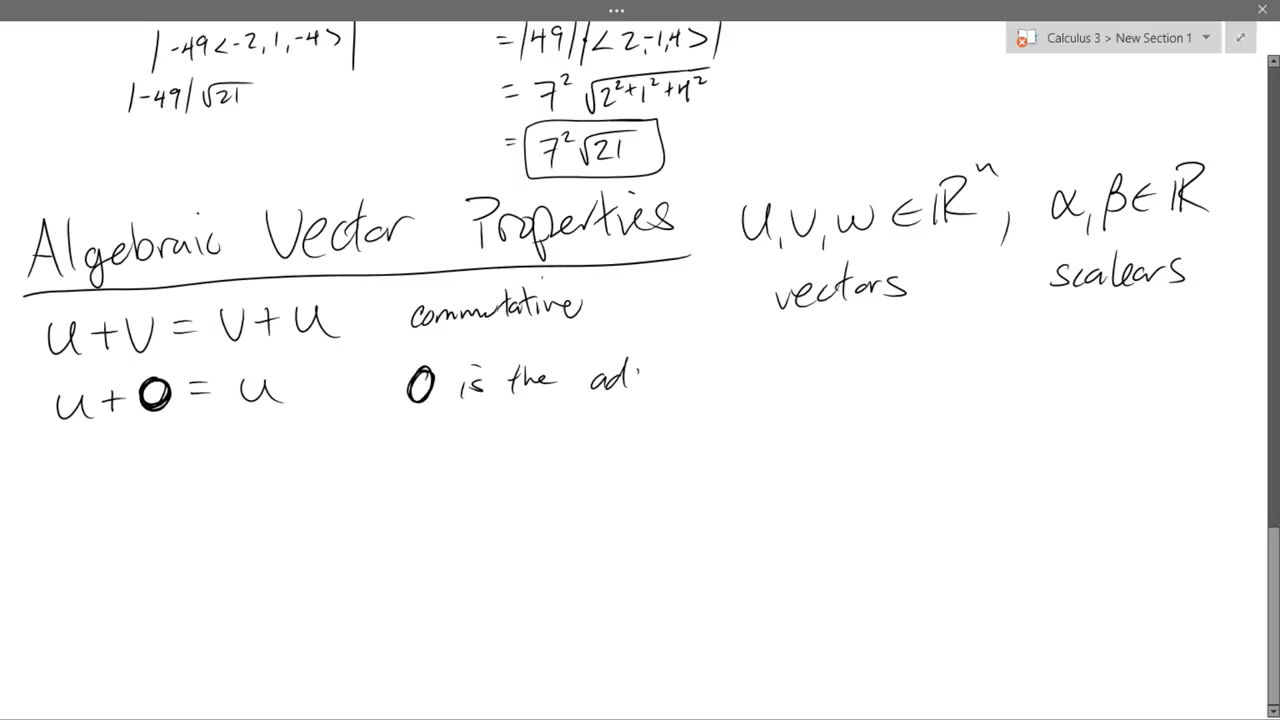 ...
Calculus 3 > New Section 1
|-49<-2,1,-4>|
= |49||<2,-1,4>|
|-49|√21
= 7² √2²+1²+4²
= 7²√21
Algebraic Vector Properties
u,v,w ∈ ℝⁿ, α,β ∈ ℝ
vectors
scalears
u+v = v+u commutative
u+0 = u 0 is the ad